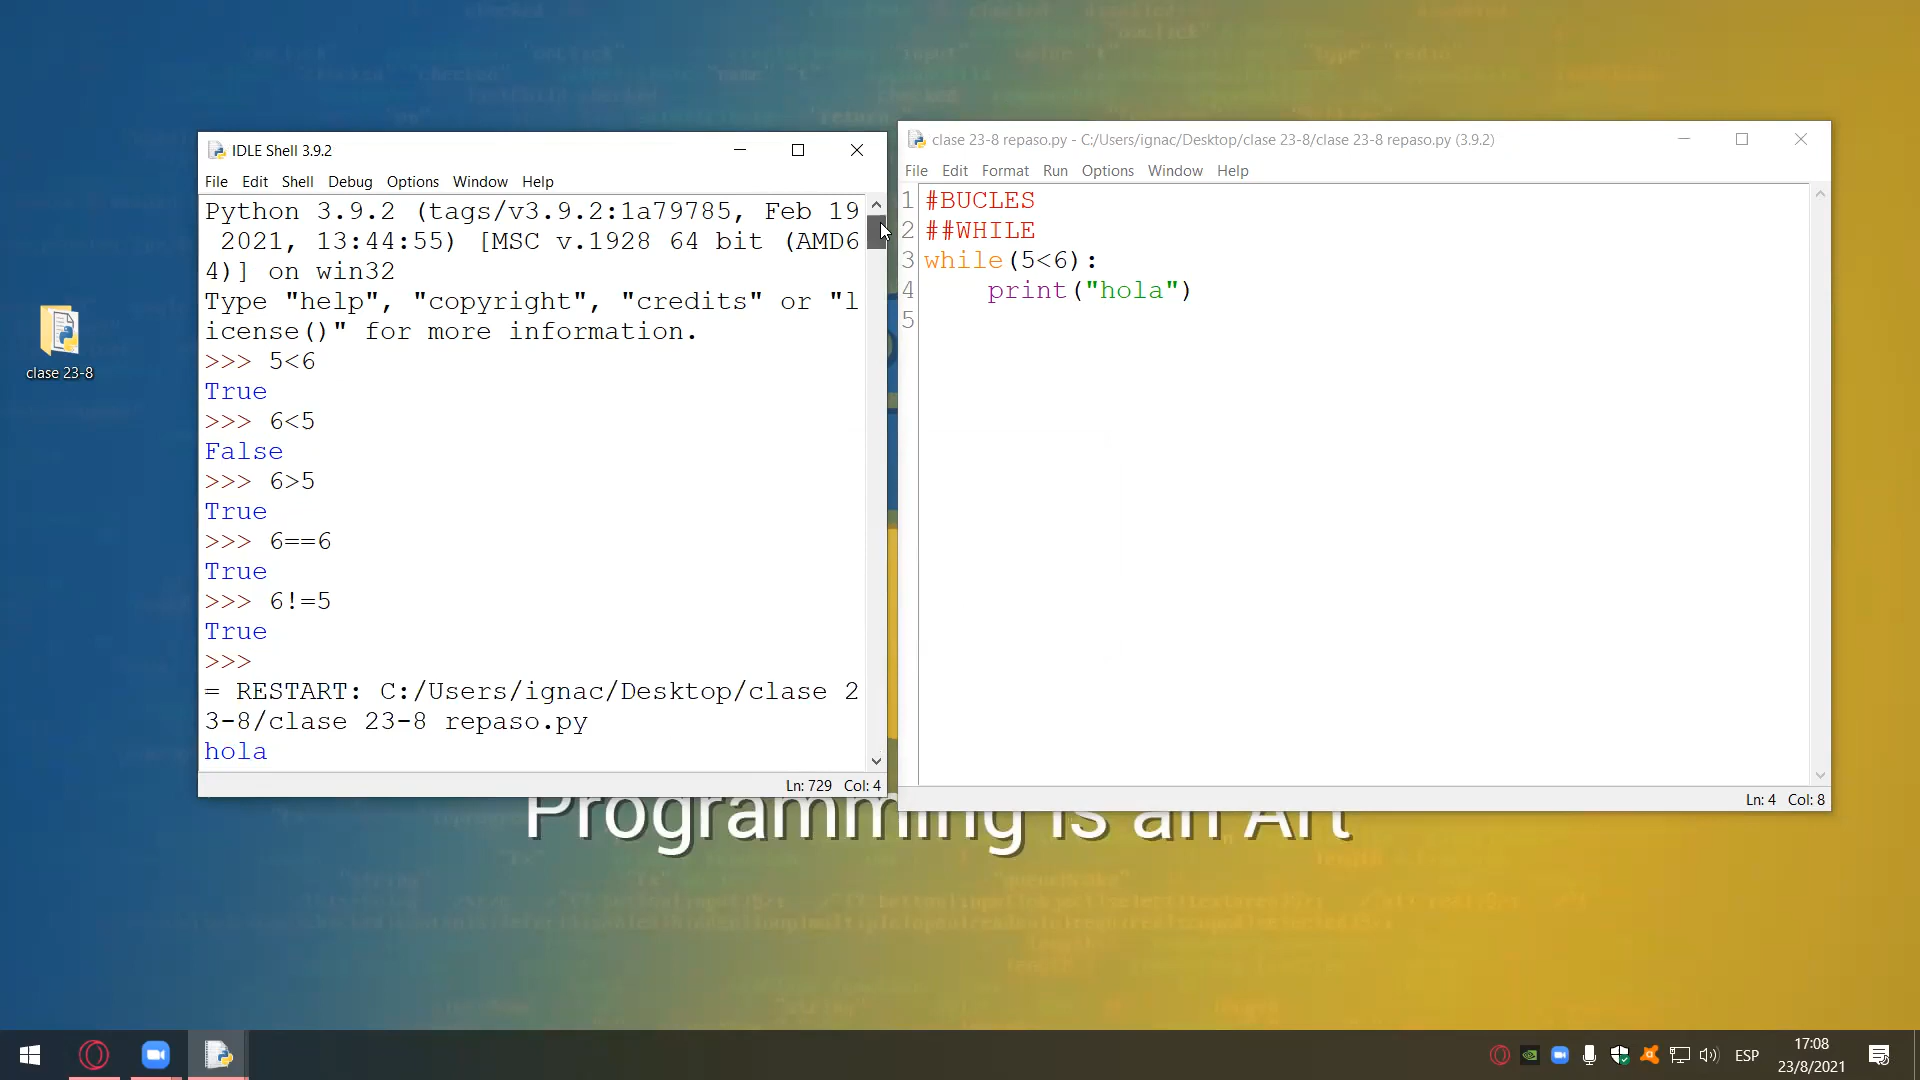 IDLE Shell 3.9.2
File Edit Shell Debug Options Window Help
Python 3.9.2 (tags/v3.9.2:1a79785, Feb 19
2021, 13:44:55) [MSC v.1928 64 bit (AMD6
4)] on win32
Type "help", "copyright", "credits" or "l
icense()" for more information.
>>> 5<6
True
>>> 6<5
False
>>> 6>5
True
>>> 6==6
True
>>> 6!=5
True
>>>
= RESTART: C:/Users/ignac/Desktop/clase 2
3-8/clase 23-8 repaso.py
hola
Ln: 729 Col: 4
clase 23-8 repaso.py - C:/Users/ignac/Desktop/clase 23-8/clase 23-8 repaso.py (3.9.2)
File Edit Format Run Options Window Help
1 #BUCLES
2 ##WHILE
3 while(5<6):
4     print("hola")
5
Ln: 4 Col: 8
clase 23-8
Programming is an Art
ESP
17:08
23/8/2021